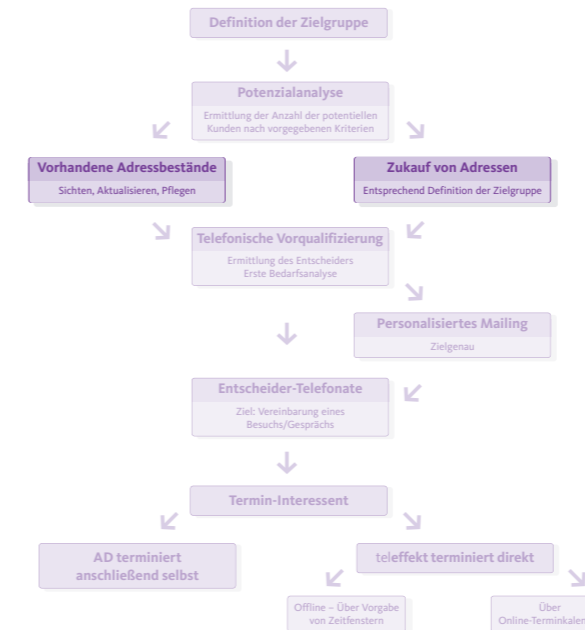 Definition der Zielgruppe
Potenzialanalyse
Ermittlung der Anzahl der potentiellen
Kunden nach vorgegebenen Kriterien
Vorhandene Adressbestände
Sichten, Aktualisieren, Pflegen
Zukauf von Adressen
Entsprechend Definition der Zielgruppe
Telefonische Vorqualifizierung
Ermittlung des Entscheiders
Erste Bedarfsanalyse
Personalisiertes Mailing
Zielgenau
Entscheider-Telefonate
Ziel: Vereinbarung eines
Besuchs/Gesprächs
Termin-Interessent
AD terminiert
anschließend selbst
teleffekt terminiert direkt
Offline – Über Vorgabe
von Zeitfenstern
Über